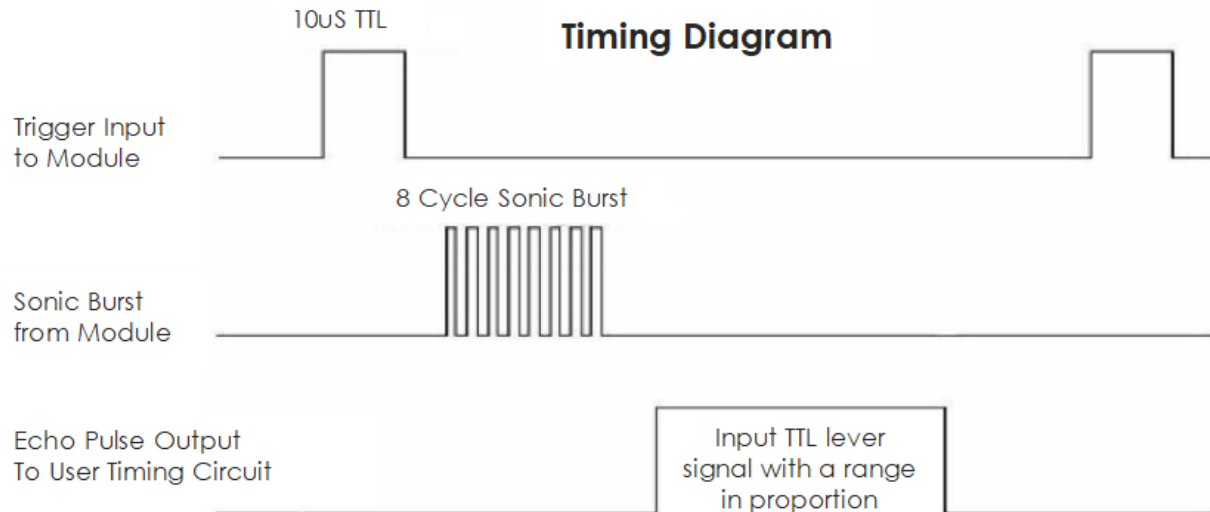 10uS TTL
Timing Diagram
Trigger Input
to Module
8 Cycle Sonic Burst
Sonic Burst
from Module
Echo Pulse Output
To User Timing Circuit
Input TTL lever
signal with a range
in proportion